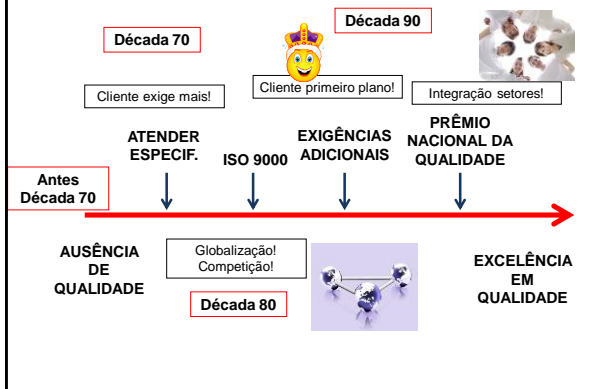 Década 70
Década 90
Cliente exige mais!
Cliente primeiro plano!
Integração setores!
ATENDER
ESPECIF.
ISO 9000
EXIGÊNCIAS
ADICIONAIS
PRÊMIO
NACIONAL DA
QUALIDADE
Antes
Década 70
AUSÊNCIA
DE
QUALIDADE
Globalização!
Competição!
Década 80
EXCELÊNCIA
EM
QUALIDADE